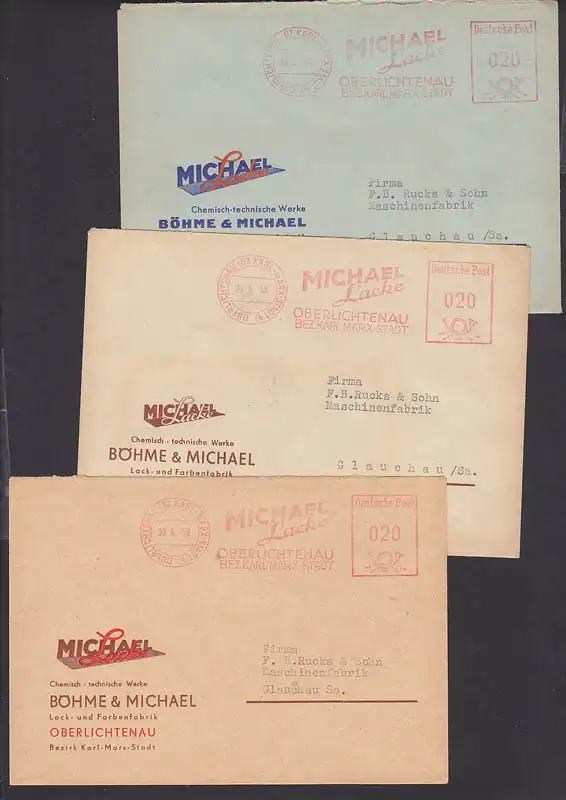 MICHAEL
Lacke
OBERLICHTENAU
BEZ. KARL-MARX-STADT
Deutsche Post
020
MICHAEL
Lacke
Chemisch-technische Werke
BÖHME & MICHAEL
Firma
F.B. Rucks & Sohn
Maschinenfabrik
Glauchau /Sa.
MICHAEL
Lacke
OBERLICHTENAU
BEZ. KARL-MARX-STADT
Deutsche Post
020
MICHAEL
Lacke
Chemisch - technische Werke
BÖHME & MICHAEL
Lack- und Farbenfabrik
Firma
F.B.Rucks & Sohn
Maschinenfabrik
Glauchau /Sa.
MICHAEL
Lacke
OBERLICHTENAU
BEZ. KARL-MARX-STADT
Deutsche Post
020
MICHAEL
Lacke
Chemisch - technische Werke
BÖHME & MICHAEL
Lack- und Farbenfabrik
OBERLICHTENAU
Bezirk Karl-Marx-Stadt
Firma
F. B.Rucks & Sohn
Maschinenfabrik
Glauchau Sa.